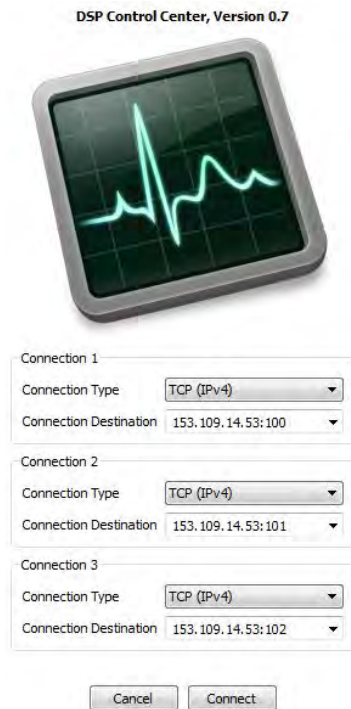 DSP Control Center, Version 0.7
Connection 1
Connection Type TCP (IPv4)
Connection Destination 153.109.14.53:100
Connection 2
Connection Type TCP (IPv4)
Connection Destination 153.109.14.53:101
Connection 3
Connection Type TCP (IPv4)
Connection Destination 153.109.14.53:102
Cancel Connect